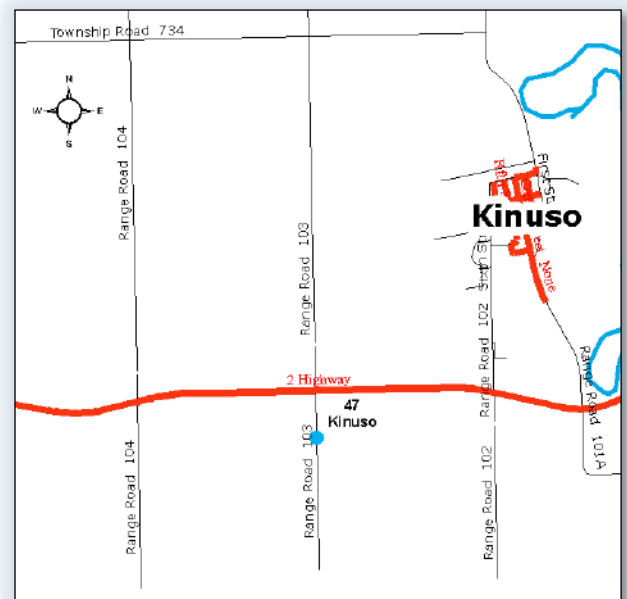 Township Road 734
N
W E
S
Range Road 104
Range Road 103
First St
Kinuso
Sixth St
None
Range Road 102
2 Highway
47
Kinuso
Range Road 101A
Range Road 104
Range Road 103
Range Road 102